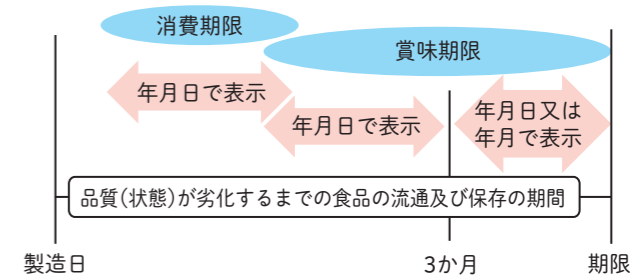 消費期限
賞味期限
年月日で表示
年月日で表示
年月日又は
年月で表示
品質(状態)が劣化するまでの食品の流通及び保存の期間
製造日
3か月
期限